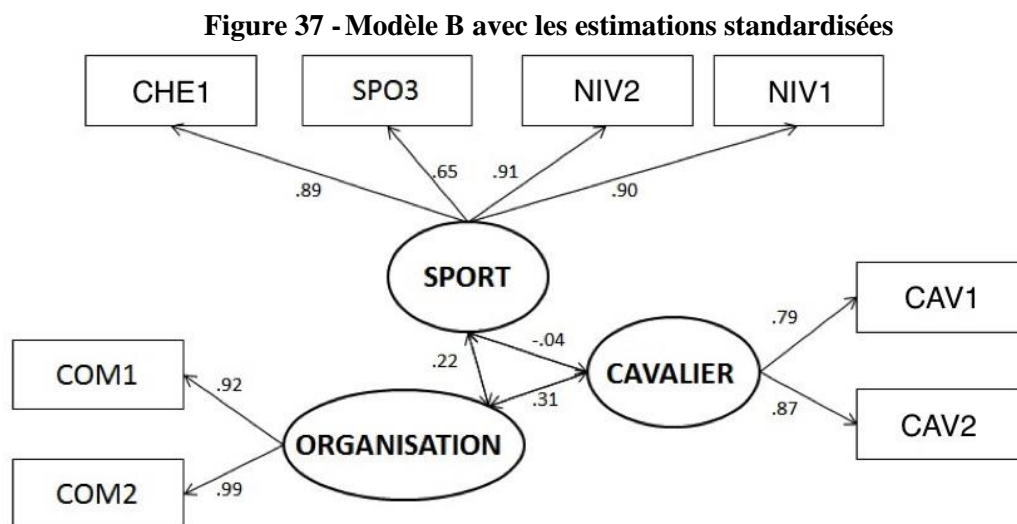 Figure 37 - Modèle B avec les estimations standardisées
CHE1 SPO3 NIV2 NIV1
.89 .65 .91 .90
SPORT
CAV1
.79
-.04
.22
CAVALIER
COM1
.92
.31
.87
CAV2
ORGANISATION
COM2
.99